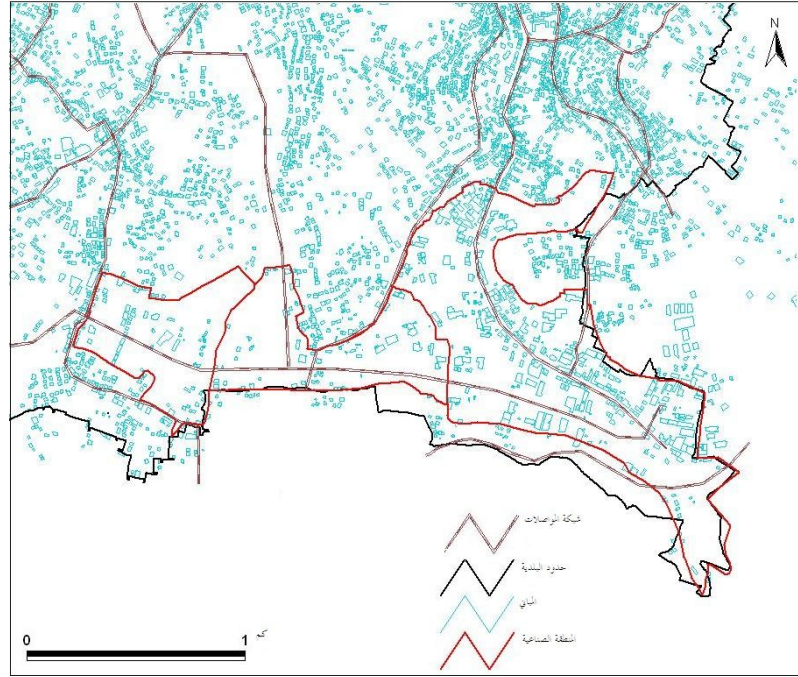 N
شبكة المواصلات
حدود البلدية
المباني
المنطقة الصناعية
0 1 كم